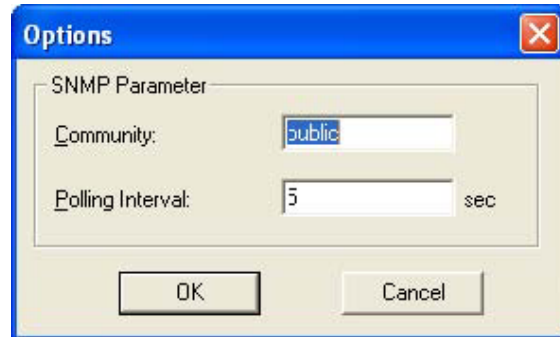 Options
SNMP Parameter
Community: public
Polling Interval: 5 sec
OK Cancel